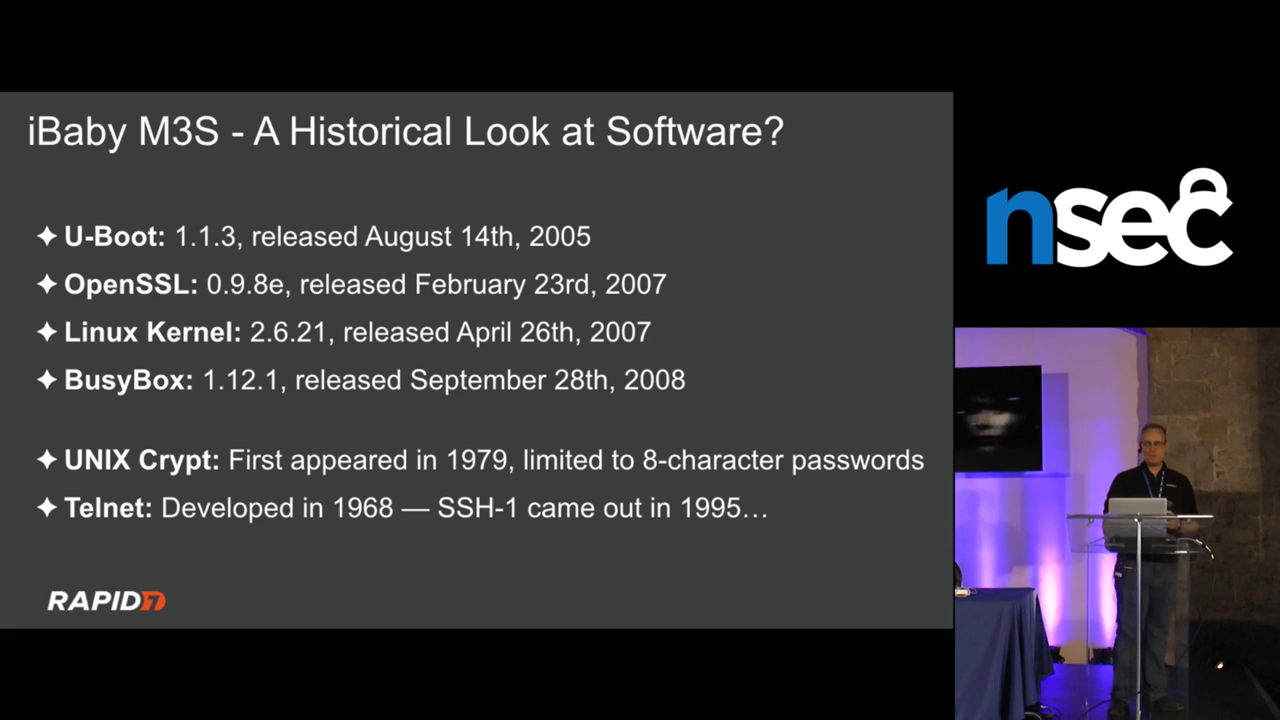 iBaby M3S - A Historical Look at Software?
✦ U-Boot: 1.1.3, released August 14th, 2005
✦ OpenSSL: 0.9.8e, released February 23rd, 2007
✦ Linux Kernel: 2.6.21, released April 26th, 2007
✦ BusyBox: 1.12.1, released September 28th, 2008
✦ UNIX Crypt: First appeared in 1979, limited to 8-character passwords
✦ Telnet: Developed in 1968 — SSH-1 came out in 1995…
RAPID7
nsec